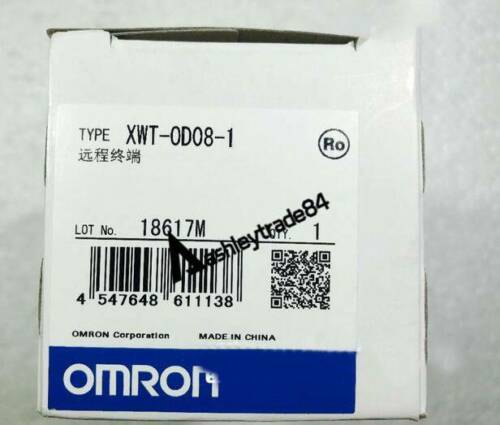 TYPE XWT-OD08-1
远程终端
Ro
LOT No. 18617M QTY. 1
Ashleytrade84
4 547648 611138
OMRON Corporation MADE IN CHINA
OMRON